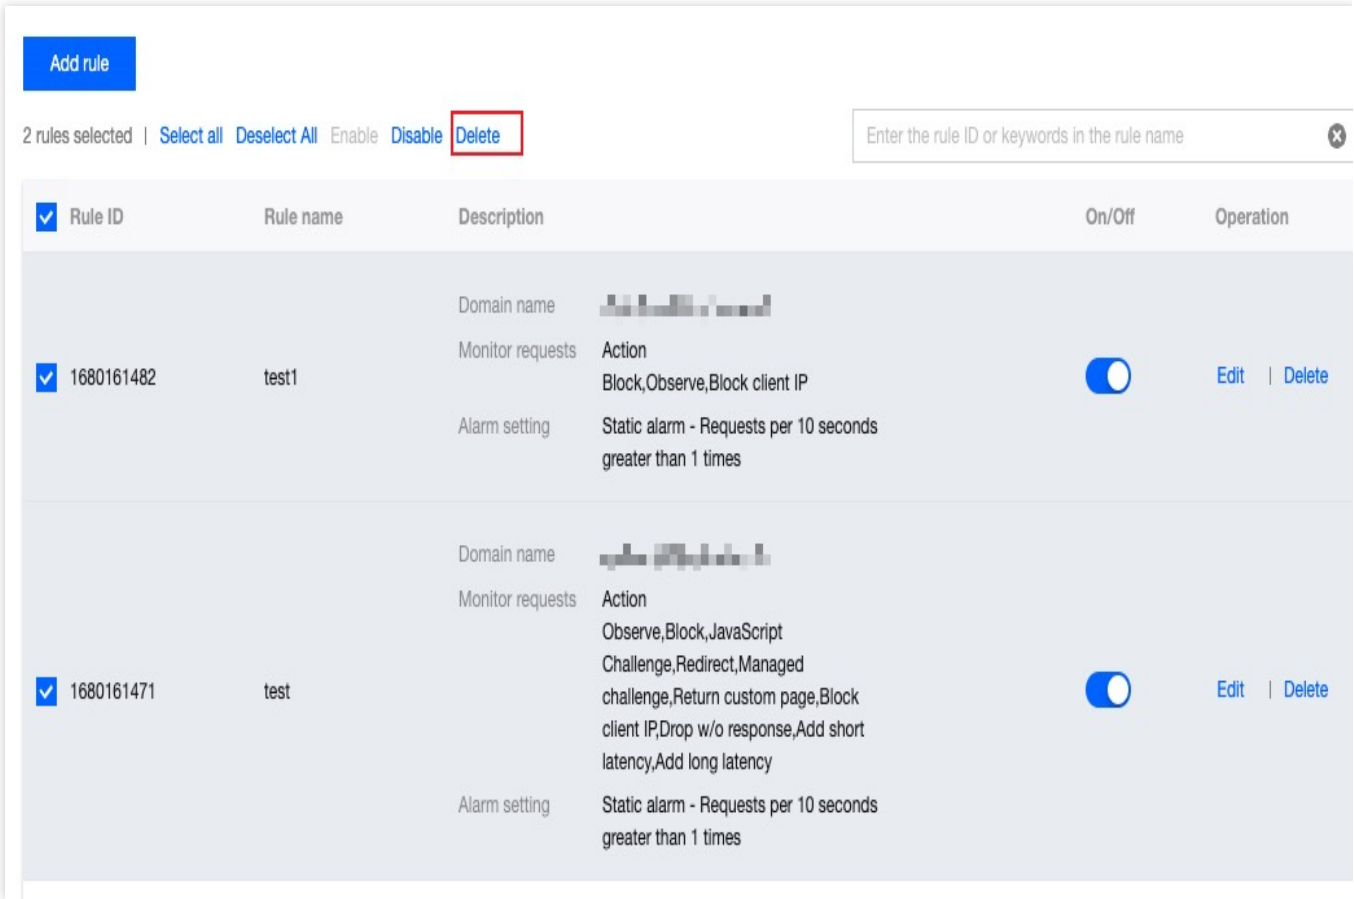 Add rule
2 rules selected | Select all Deselect All Enable Disable Delete
Enter the rule ID or keywords in the rule name
Rule ID Rule name Description On/Off Operation
Domain name
Monitor requests Action
Block,Observe,Block client IP
1680161482 test1 Edit | Delete
Alarm setting Static alarm - Requests per 10 seconds
greater than 1 times
Domain name
Monitor requests Action
Observe,Block,JavaScript
Challenge,Redirect,Managed
challenge,Return custom page,Block
1680161471 test Edit | Delete
client IP,Drop w/o response,Add short
latency,Add long latency
Alarm setting Static alarm - Requests per 10 seconds
greater than 1 times